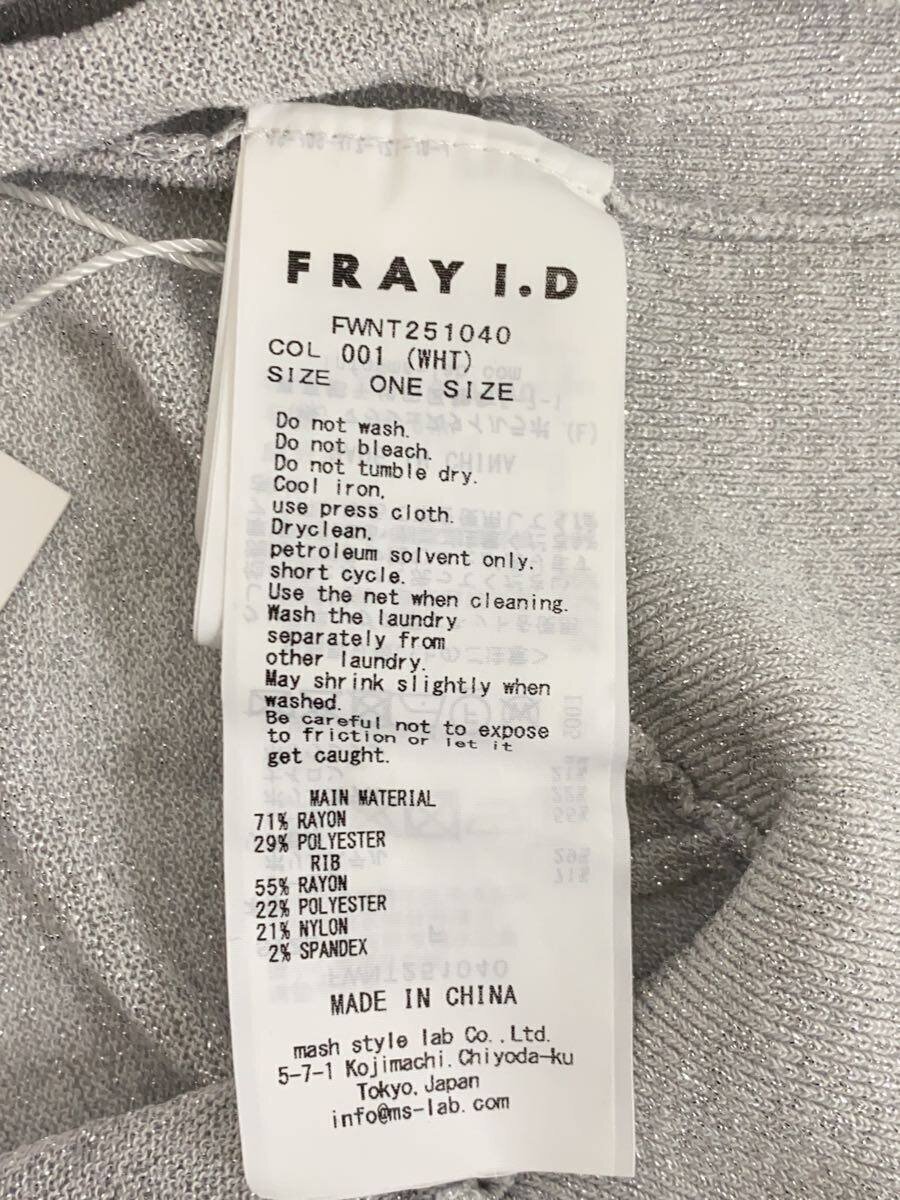 FRAY I.D
FWNT251040
COL 001 (WHT)
SIZE ONE SIZE
Do not wash.
Do not bleach.
Do not tumble dry.
Cool iron,
use press cloth.
Dryclean,
petroleum solvent only.
short cycle.
Use the net when cleaning.
Wash the laundry
separately from
other laundry.
May shrink slightly when
washed.
Be careful not to expose
to friction or let it
get caught.
MAIN MATERIAL
71% RAYON
29% POLYESTER
RIB
55% RAYON
22% POLYESTER
21% NYLON
2% SPANDEX
MADE IN CHINA
mash style lab Co.,Ltd.
5-7-1 Kojimachi.Chiyoda-ku
Tokyo,Japan
info@ms-lab.com